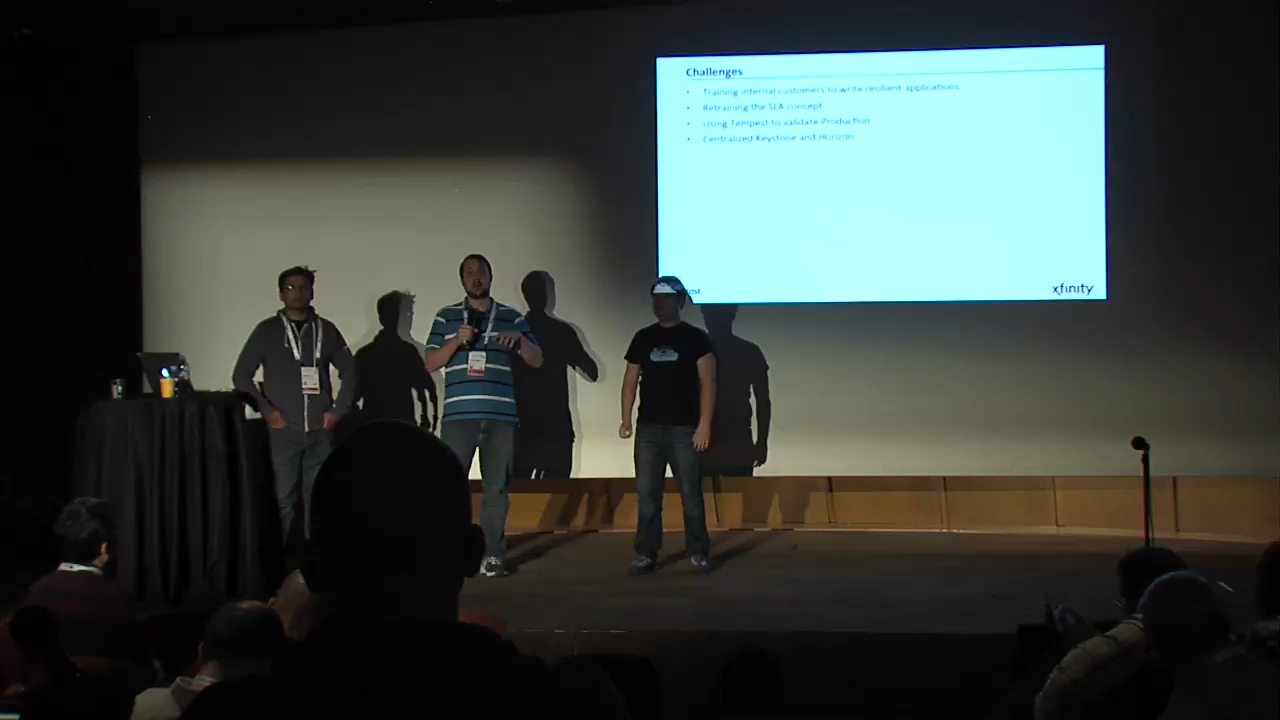 Challenges
• Training internal customers to write resilient applications
• Retraining the SLA concept
• Using Tempest to validate Production
• Centralized Keystone and Horizon
xfinity